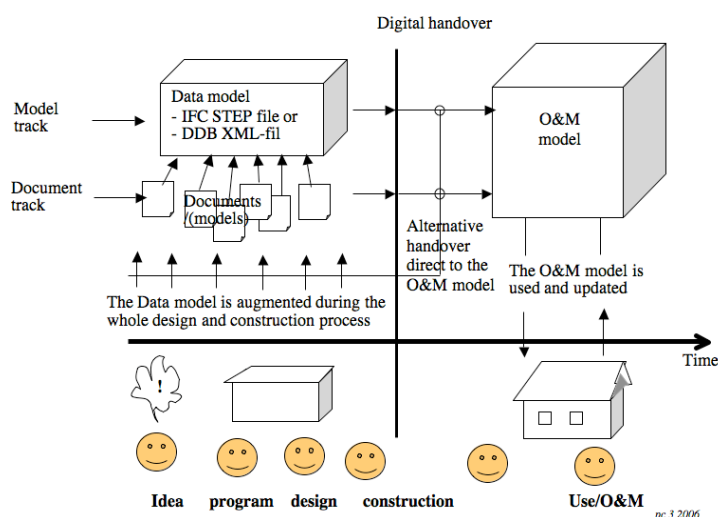 Digital handover
Data model
- IFC STEP file or
- DDB XML-fil
Model
track
O&M
model
Document
track
Documents
/(models)
Alternative
handover
direct to the
O&M model
The O&M model is
used and updated
The Data model is augmented during the
whole design and construction process
Time
!
Idea program design construction Use/O&M
nc 3.2006